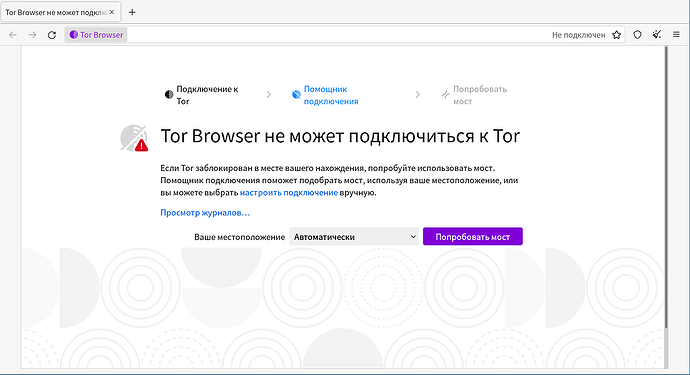 Tor Browser не может подклю
Tor Browser
Не подключен
Подключение к
Tor
Помощник
подключения
Попробовать
мост
Tor Browser не может подключиться к Tor
Если Tor заблокирован в месте вашего нахождения, попробуйте использовать мост.
Помощник подключения поможет подобрать мост, используя ваше местоположение, или
вы можете выбрать настроить подключение вручную.
Просмотр журналов…
Ваше местоположение Автоматически Попробовать мост